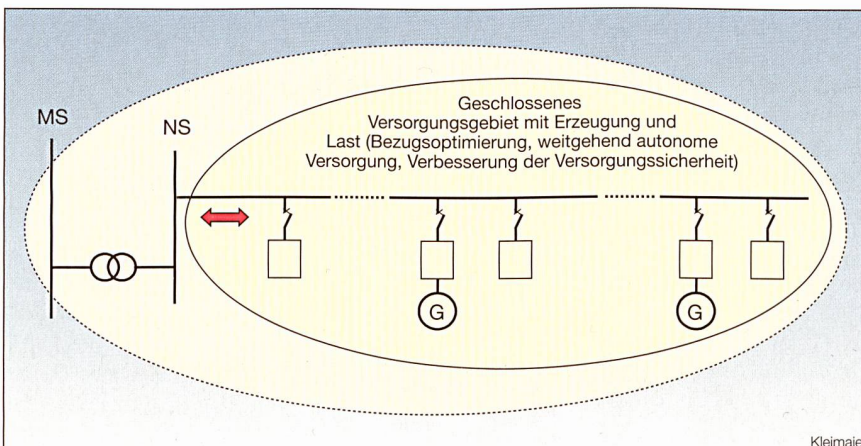 MS
NS
Geschlossenes
Versorgungsgebiet mit Erzeugung und
Last (Bezugsoptimierung, weitgehend autonome
Versorgung, Verbesserung der Versorgungssicherheit)
G
G